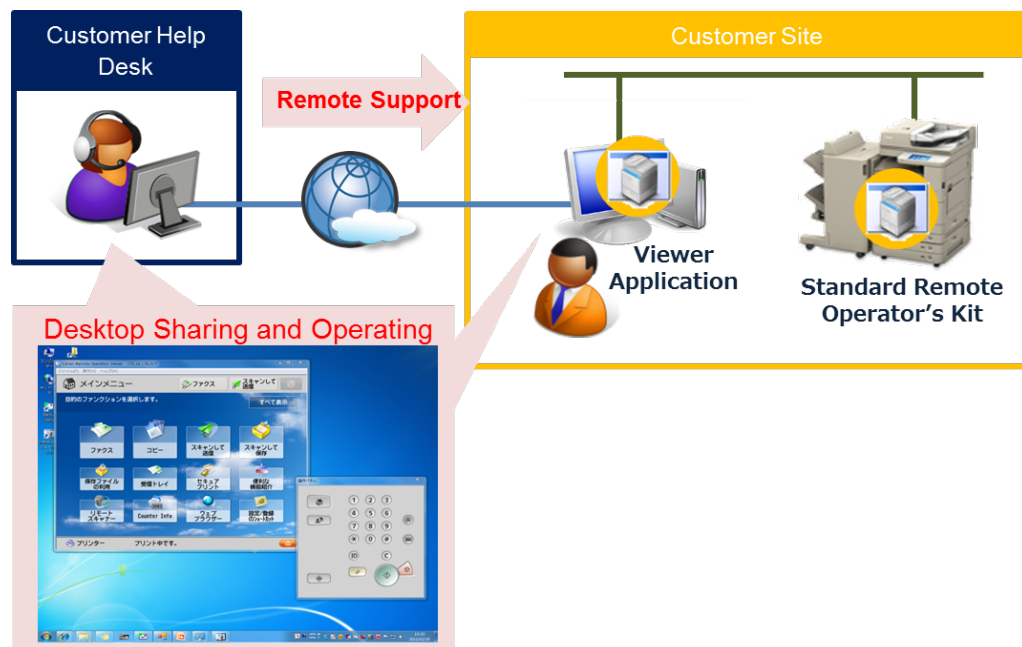 Customer Help
Desk
Customer Site
Remote Support
Viewer
Application
Standard Remote
Operator’s Kit
Desktop Sharing and Operating
メインメニュー
ファクス
スキャンして
送信
目的のファンクションを選択します。
すべて表示
ファクス
コピー
スキャンして
送信
スキャンして
保存
保存ファイル
の利用
受信トレイ
セキュア
プリント
便利な
機能紹介
リモート
スキャナー
Counter Info
ウェブ
ブラウザー
設定/登録
のショートカット
プリンター
プリント中です。
操作パネル
1 2 3
4 5 6
7 8 9
* 0 #
ID
C